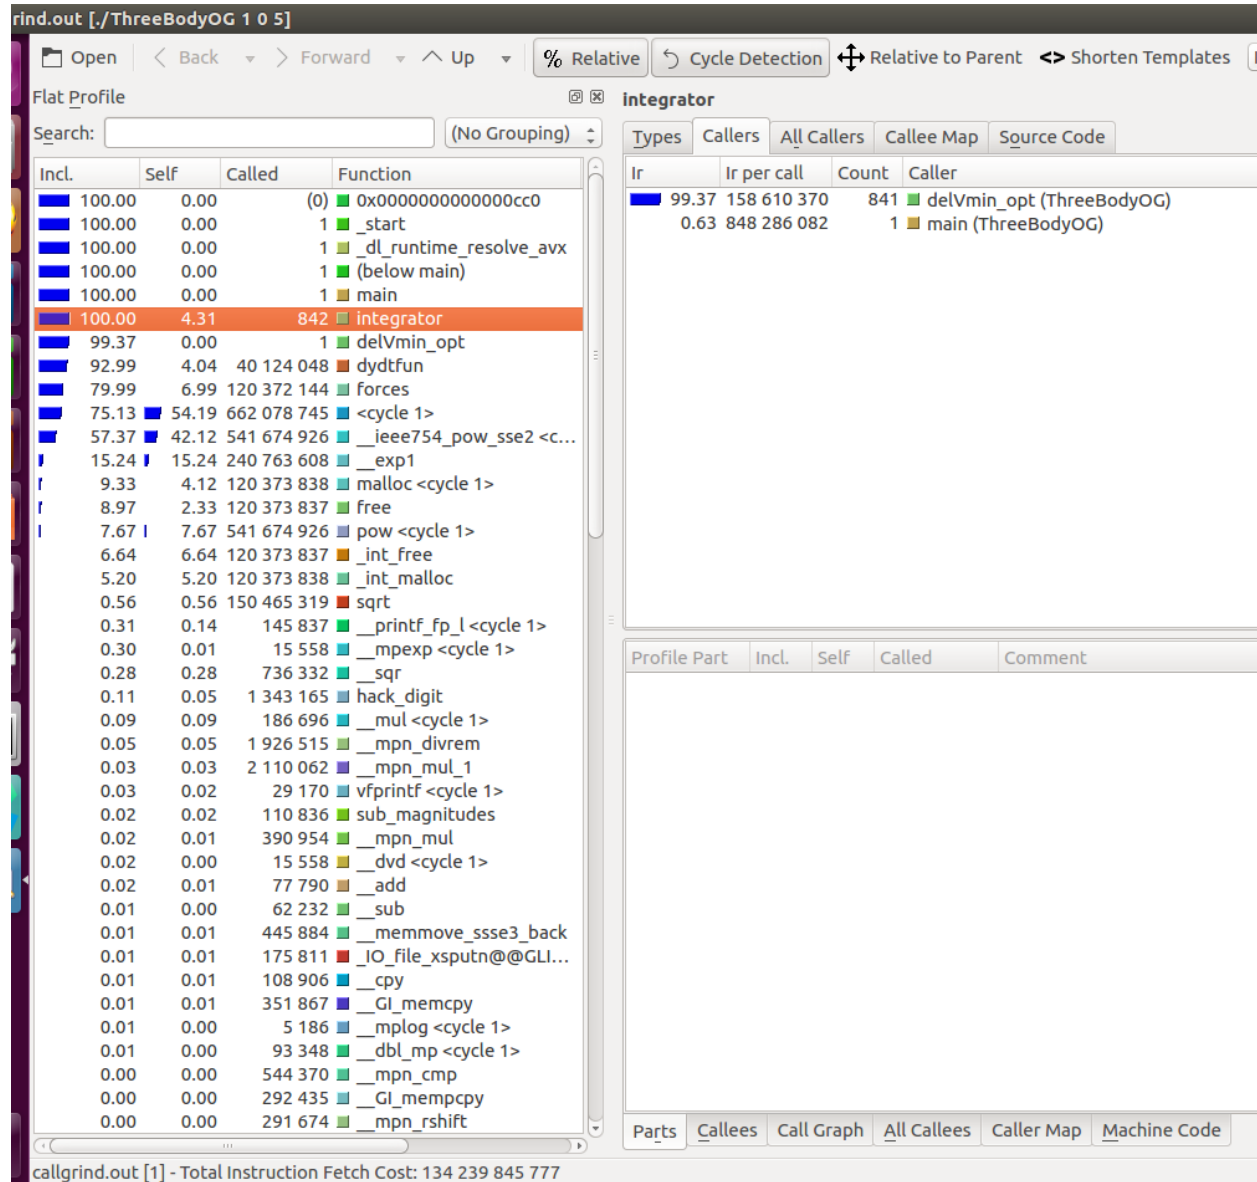 rind.out [./ThreeBodyOG 1 0 5]
Open Back Forward Up % Relative Cycle Detection Relative to Parent <> Shorten Templates
Flat Profile
Search: (No Grouping)
Incl. Self Called Function
100.00 0.00 (0) 0x0000000000000cc0
100.00 0.00 1 _start
100.00 0.00 1 _dl_runtime_resolve_avx
100.00 0.00 1 (below main)
100.00 0.00 1 main
100.00 4.31 842 integrator
99.37 0.00 1 delVmin_opt
92.99 4.04 40 124 048 dydtfun
79.99 6.99 120 372 144 forces
75.13 54.19 662 078 745 <cycle 1>
57.37 42.12 541 674 926 __ieee754_pow_sse2 <c...
15.24 15.24 240 763 608 __exp1
9.33 4.12 120 373 838 malloc <cycle 1>
8.97 2.33 120 373 837 free
7.67 7.67 541 674 926 pow <cycle 1>
6.64 6.64 120 373 837 _int_free
5.20 5.20 120 373 838 _int_malloc
0.56 0.56 150 465 319 sqrt
0.31 0.14 145 837 __printf_fp_l <cycle 1>
0.30 0.01 15 558 __mpexp <cycle 1>
0.28 0.28 736 332 __sqr
0.11 0.05 1 343 165 hack_digit
0.09 0.09 186 696 __mul <cycle 1>
0.05 0.05 1 926 515 __mpn_divrem
0.03 0.03 2 110 062 __mpn_mul_1
0.03 0.02 29 170 vfprintf <cycle 1>
0.02 0.02 110 836 sub_magnitudes
0.02 0.01 390 954 __mpn_mul
0.02 0.00 15 558 __dvd <cycle 1>
0.02 0.01 77 790 __add
0.01 0.00 62 232 __sub
0.01 0.01 445 884 __memmove_ssse3_back
0.01 0.01 175 811 _IO_file_xsputn@@GLI...
0.01 0.01 108 906 __cpy
0.01 0.01 351 867 __GI_memcpy
0.01 0.00 5 186 __mplog <cycle 1>
0.01 0.00 93 348 __dbl_mp <cycle 1>
0.00 0.00 544 370 __mpn_cmp
0.00 0.00 292 435 __GI_mempcpy
0.00 0.00 291 674 __mpn_rshift
integrator
Types Callers All Callers Callee Map Source Code
Ir Ir per call Count Caller
99.37 158 610 370 841 delVmin_opt (ThreeBodyOG)
0.63 848 286 082 1 main (ThreeBodyOG)
Profile Part Incl. Self Called Comment
Parts Callees Call Graph All Callees Caller Map Machine Code
callgrind.out [1] - Total Instruction Fetch Cost: 134 239 845 777